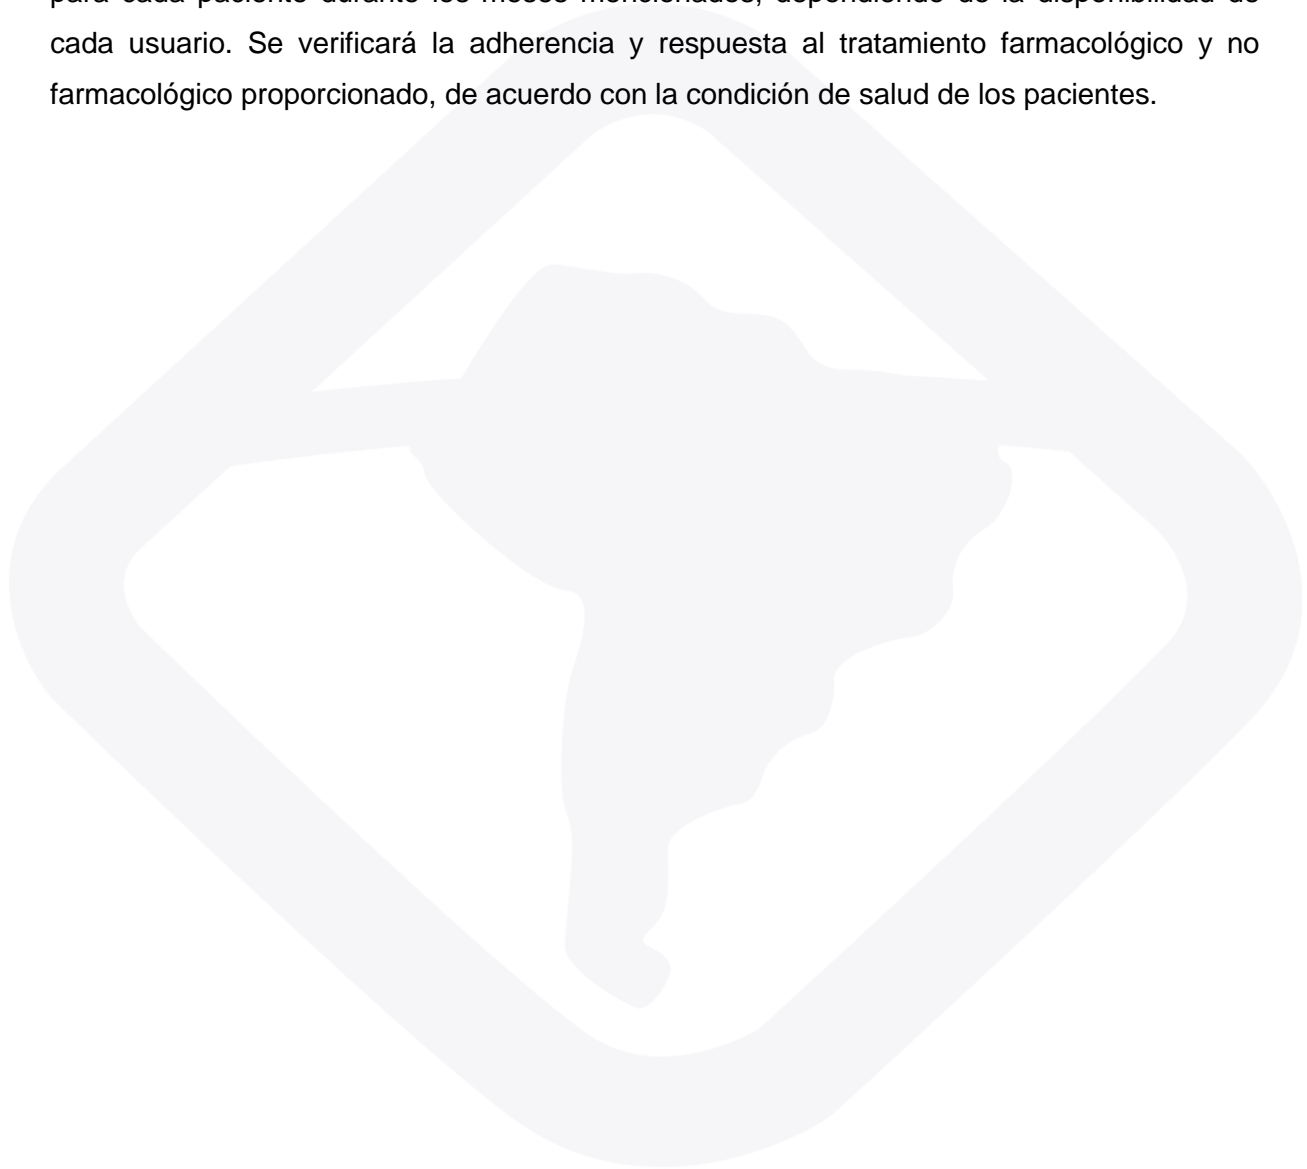 para cada paciente durante los meses mencionados, dependiendo de la disponibilidad de
cada usuario. Se verificará la adherencia y respuesta al tratamiento farmacológico y no
farmacológico proporcionado, de acuerdo con la condición de salud de los pacientes.